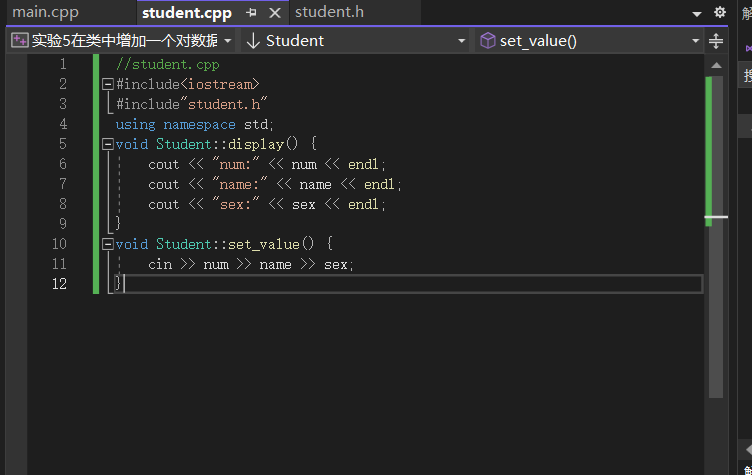 main.cpp student.cpp student.h
实验5在类中增加一个对数据 Student set_value()
1 //student.cpp
2 #include<iostream>
3 #include"student.h"
4 using namespace std;
5 void Student::display() {
6 cout << "num:" << num << endl;
7 cout << "name:" << name << endl;
8 cout << "sex:" << sex << endl;
9 }
10 void Student::set_value() {
11 cin >> num >> name >> sex;
12 }